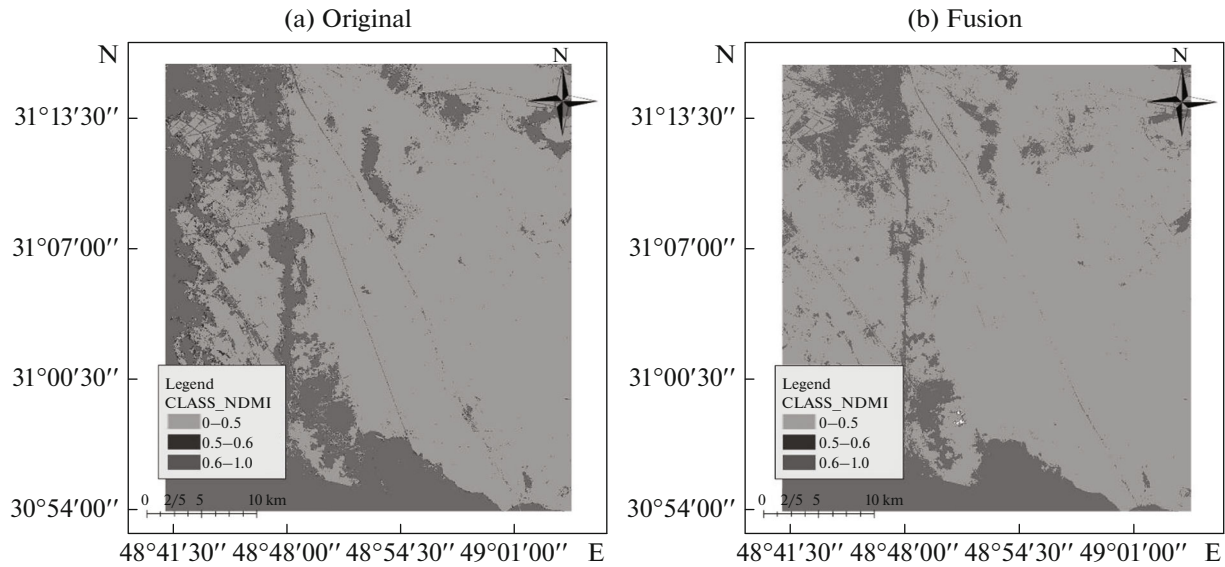 (a) Original
N
N
31°13′30′′
31°07′00′′
31°00′30′′
30°54′00′′
Legend
CLASS_NDMI
0–0.5
0.5–0.6
0.6–1.0
0 2/5 5 10 km
48°41′30′′ 48°48′00′′ 48°54′30′′ 49°01′00′′ E
(b) Fusion
N
N
31°13′30′′
31°07′00′′
31°00′30′′
30°54′00′′
Legend
CLASS_NDMI
0–0.5
0.5–0.6
0.6–1.0
0 2/5 5 10 km
48°41′30′′ 48°48′00′′ 48°54′30′′ 49°01′00′′ E